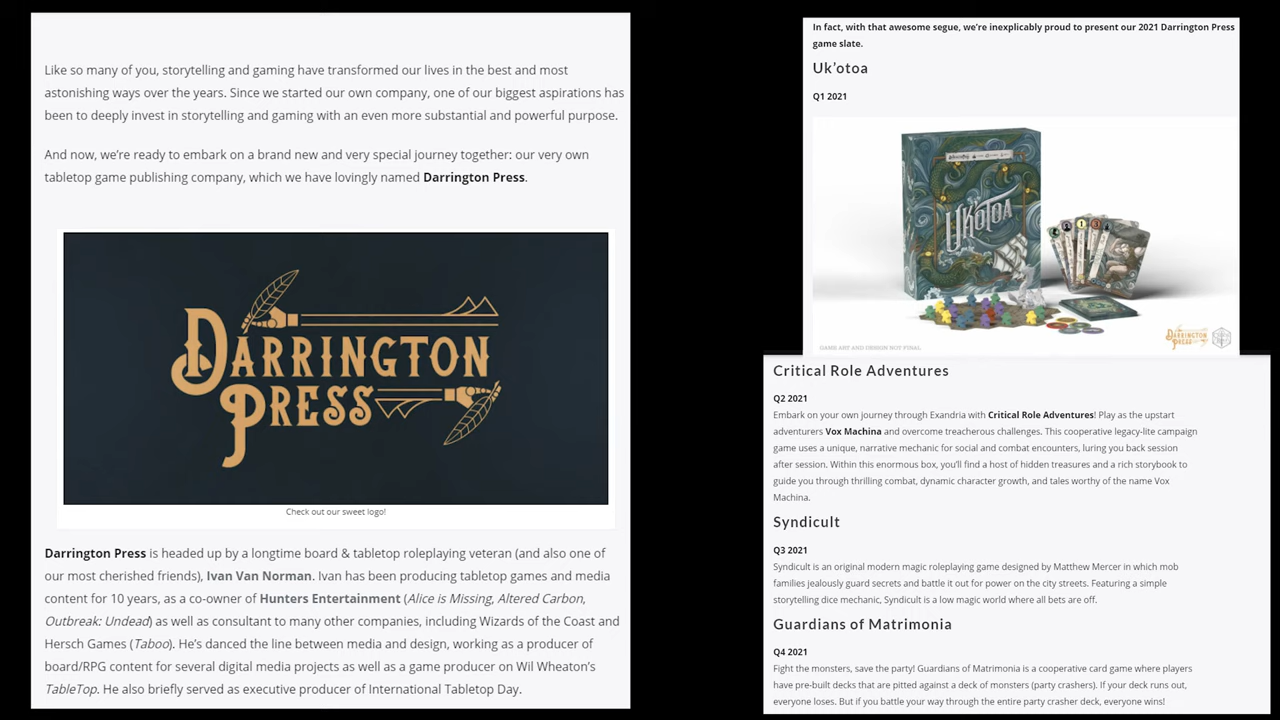 Like so many of you, storytelling and gaming have transformed our lives in the best and most
astonishing ways over the years. Since we started our own company, one of our biggest aspirations has
been to deeply invest in storytelling and gaming with an even more substantial and powerful purpose.
And now, we're ready to embark on a brand new and very special journey together: our very own
tabletop game publishing company, which we have lovingly named Darrington Press.
DARRINGTON
PRESS
Check out our sweet logo!
Darrington Press is headed up by a longtime board & tabletop roleplaying veteran (and also one of
our most cherished friends), Ivan Van Norman. Ivan has been producing tabletop games and media
content for 10 years, as a co-owner of Hunters Entertainment (Alice is Missing, Altered Carbon,
Outbreak: Undead) as well as consultant to many other companies, including Wizards of the Coast and
Hersch Games (Taboo). He's danced the line between media and design, working as a producer of
board/RPG content for several digital media projects as well as a game producer on Wil Wheaton's
TableTop. He also briefly served as executive producer of International Tabletop Day.
In fact, with that awesome segue, we're inexplicably proud to present our 2021 Darrington Press
game slate.
Uk'otoa
Q1 2021
UK'OTOA
1
3
GAME ART AND DESIGN NOT FINAL
DARRINGTON
PRESS
Critical Role Adventures
Q2 2021
Embark on your own journey through Exandria with Critical Role Adventures! Play as the upstart
adventurers Vox Machina and overcome treacherous challenges. This cooperative legacy-lite campaign
game uses a unique, narrative mechanic for social and combat encounters, luring you back session
after session. Within this enormous box, you'll find a host of hidden treasures and a rich storybook to
guide you through thrilling combat, dynamic character growth, and tales worthy of the name Vox
Machina.
Syndicult
Q3 2021
Syndicult is an original modern magic roleplaying game designed by Matthew Mercer in which mob
families jealously guard secrets and battle it out for power on the city streets. Featuring a simple
storytelling dice mechanic, Syndicult is a low magic world where all bets are off.
Guardians of Matrimonia
Q4 2021
Fight the monsters, save the party! Guardians of Matrimonia is a cooperative card game where players
have pre-built decks that are pitted against a deck of monsters (party crashers). If your deck runs out,
everyone loses. But if you battle your way through the entire party crasher deck, everyone wins!